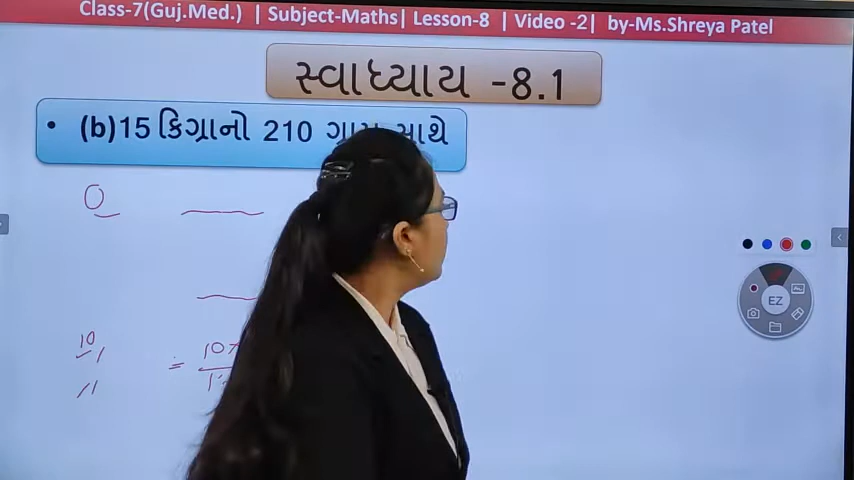 Class-7(Guj.Med.) | Subject-Maths| Lesson-8 | Video -2| by-Ms.Shreya Patel
સ્વાધ્યાય -8.1
• (b)15 કિગ્રાનો 210 ગ્રામ સાથે
EZ
10
=